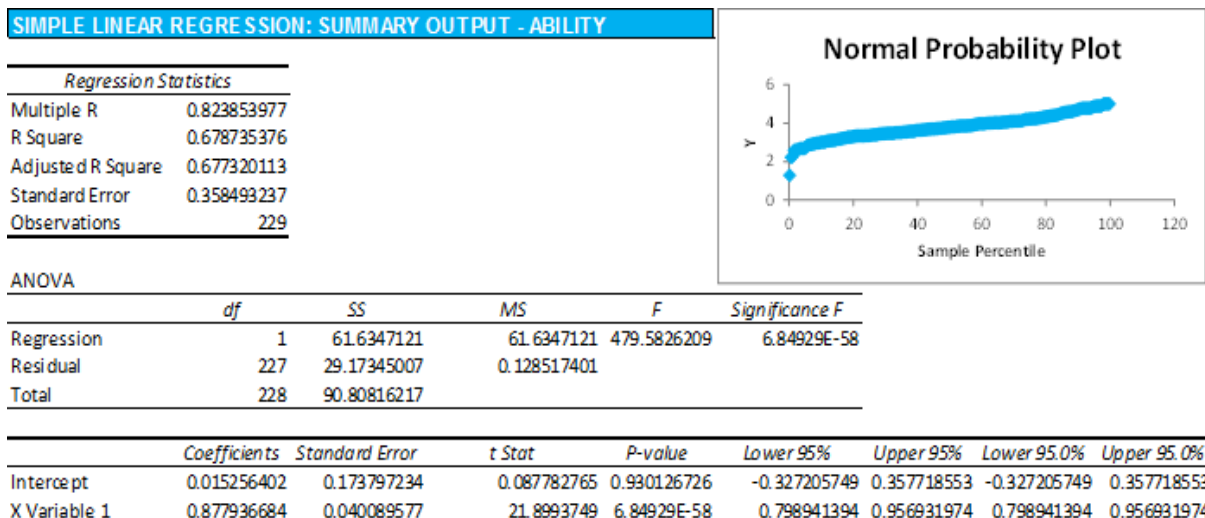 SIMPLE LINEAR REGRESSION: SUMMARY OUTPUT - ABILITY
Regression Statistics
Multiple R 0.823853977
R Square 0.678735376
Adjusted R Square 0.677320113
Standard Error 0.358493237
Observations 229
Normal Probability Plot
6
4
2
0
Y
0 20 40 60 80 100 120
Sample Percentile
ANOVA
df SS MS F Significance F
Regression 1 61.6347121 61.6347121 479.5826209 6.84929E-58
Residual 227 29.17345007 0.128517401
Total 228 90.80816217
Coefficients Standard Error t Stat P-value Lower 95% Upper 95% Lower 95.0% Upper 95.0%
Intercept 0.015256402 0.173797234 0.087782765 0.930126726 -0.327205749 0.357718553 -0.327205749 0.357718553
X Variable 1 0.877936684 0.040089577 21.8993749 6.84929E-58 0.798941394 0.956931974 0.798941394 0.956931974